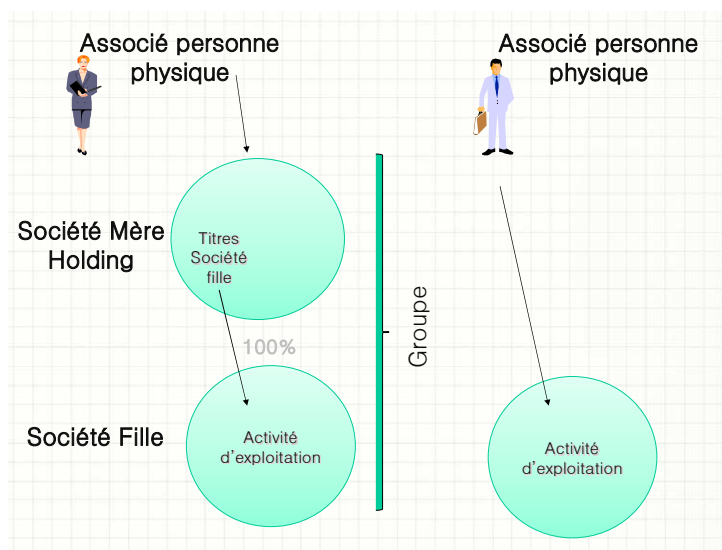 Associé personne
physique
Associé personne
physique
Société Mère
Holding
Titres
Société
fille
100%
Groupe
Société Fille
Activité
d'exploitation
Activité
d'exploitation